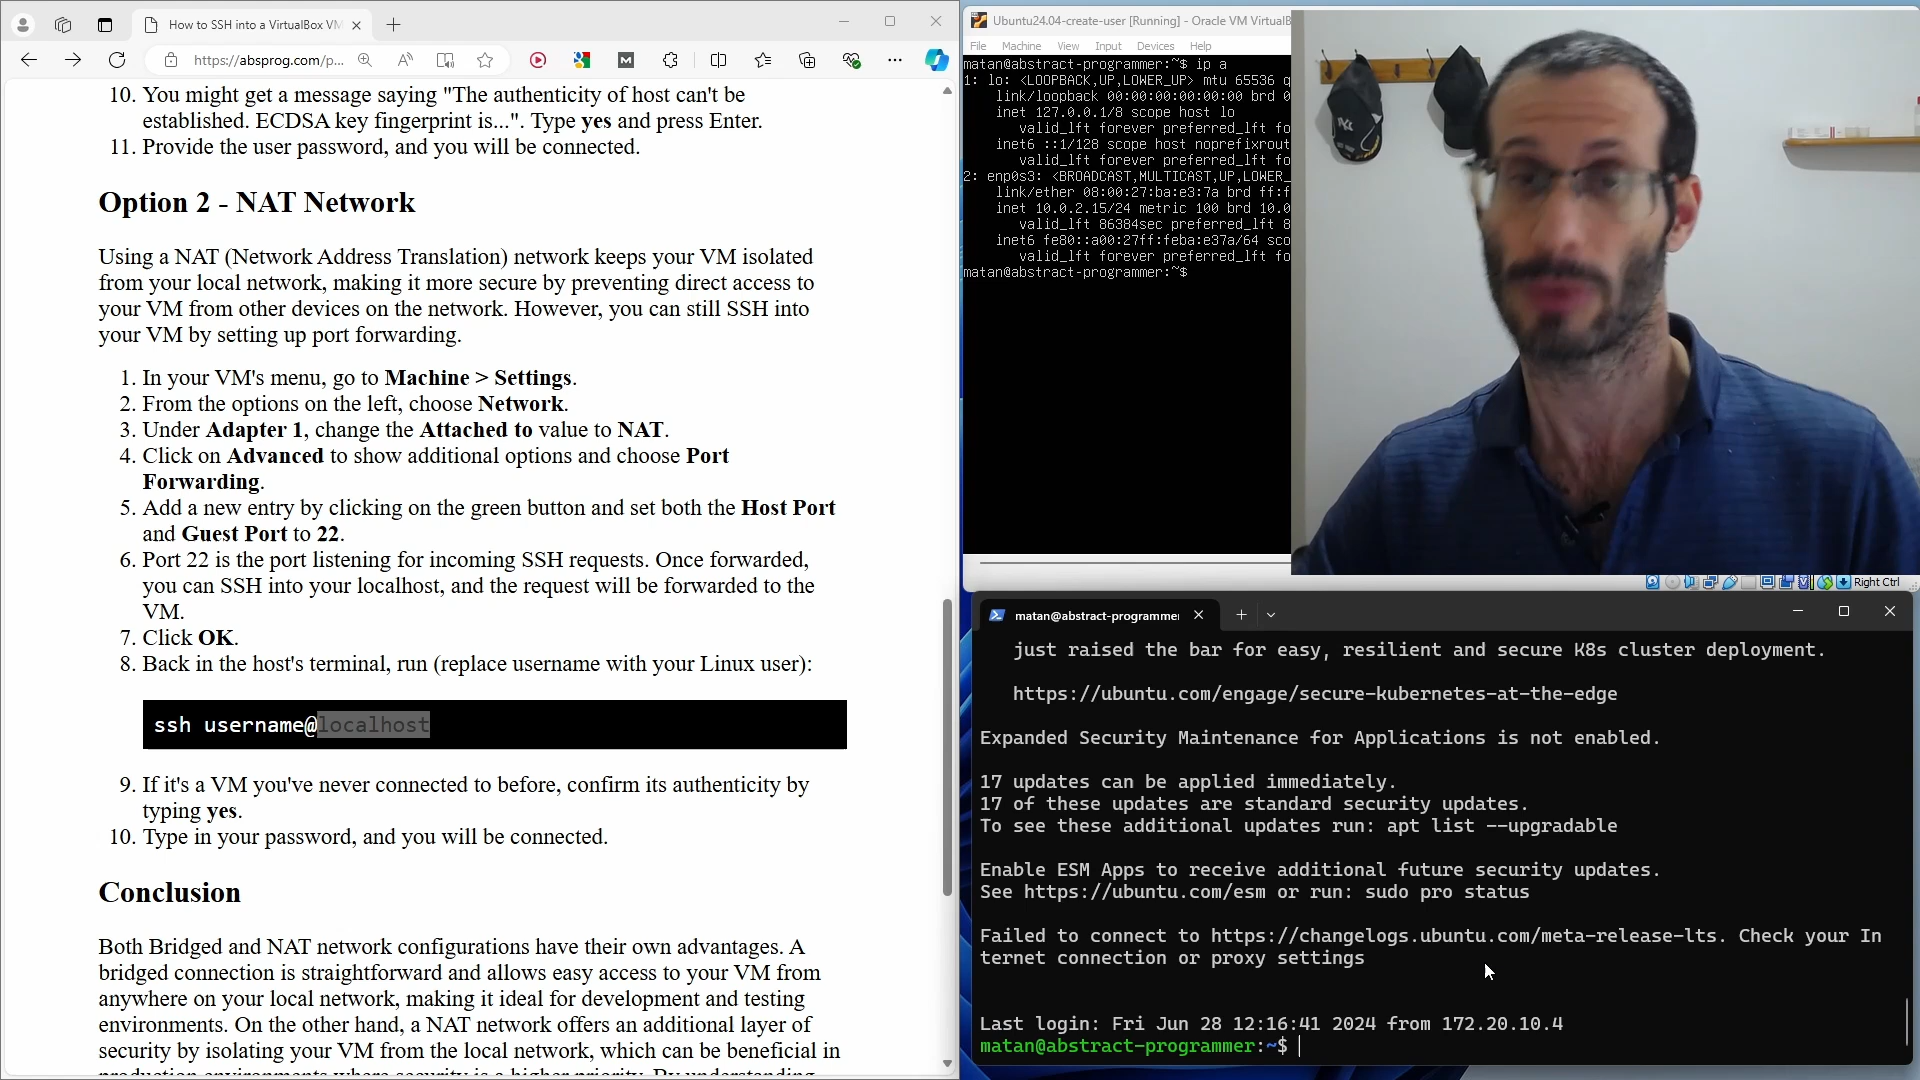 How to SSH into a VirtualBox VM
https://absprog.com/p...
10. You might get a message saying "The authenticity of host can't be
established. ECDSA key fingerprint is...". Type yes and press Enter.
11. Provide the user password, and you will be connected.
Option 2 - NAT Network
Using a NAT (Network Address Translation) network keeps your VM isolated
from your local network, making it more secure by preventing direct access to
your VM from other devices on the network. However, you can still SSH into
your VM by setting up port forwarding.
1. In your VM's menu, go to Machine > Settings.
2. From the options on the left, choose Network.
3. Under Adapter 1, change the Attached to value to NAT.
4. Click on Advanced to show additional options and choose Port
Forwarding.
5. Add a new entry by clicking on the green button and set both the Host Port
and Guest Port to 22.
6. Port 22 is the port listening for incoming SSH requests. Once forwarded,
you can SSH into your localhost, and the request will be forwarded to the
VM.
7. Click OK.
8. Back in the host's terminal, run (replace username with your Linux user):
ssh username@localhost
9. If it's a VM you've never connected to before, confirm its authenticity by
typing yes.
10. Type in your password, and you will be connected.
Conclusion
Both Bridged and NAT network configurations have their own advantages. A
bridged connection is straightforward and allows easy access to your VM from
anywhere on your local network, making it ideal for development and testing
environments. On the other hand, a NAT network offers an additional layer of
security by isolating your VM from the local network, which can be beneficial in
production environments where security is a higher priority. By understanding
Ubuntu24.04-create-user [Running] - Oracle VM VirtualB
File Machine View Input Devices Help
matan@abstract-programmer:~$ ip a
1: lo: <LOOPBACK,UP,LOWER_UP> mtu 65536 q
link/loopback 00:00:00:00:00:00 brd 0
inet 127.0.0.1/8 scope host lo
valid_lft forever preferred_lft fo
inet6 ::1/128 scope host noprefixrout
valid_lft forever preferred_lft fo
2: enp0s3: <BROADCAST,MULTICAST,UP,LOWER_
link/ether 08:00:27:ba:e3:7a brd ff:f
inet 10.0.2.15/24 metric 100 brd 10.0
valid_lft 86384sec preferred_lft 8
inet6 fe80::a00:27ff:feba:e37a/64 sco
valid_lft forever preferred_lft fo
matan@abstract-programmer:~$
Right Ctrl
matan@abstract-programmer
just raised the bar for easy, resilient and secure K8s cluster deployment.
https://ubuntu.com/engage/secure-kubernetes-at-the-edge
Expanded Security Maintenance for Applications is not enabled.
17 updates can be applied immediately.
17 of these updates are standard security updates.
To see these additional updates run: apt list --upgradable
Enable ESM Apps to receive additional future security updates.
See https://ubuntu.com/esm or run: sudo pro status
Failed to connect to https://changelogs.ubuntu.com/meta-release-lts. Check your In
ternet connection or proxy settings
Last login: Fri Jun 28 12:16:41 2024 from 172.20.10.4
matan@abstract-programmer:~$